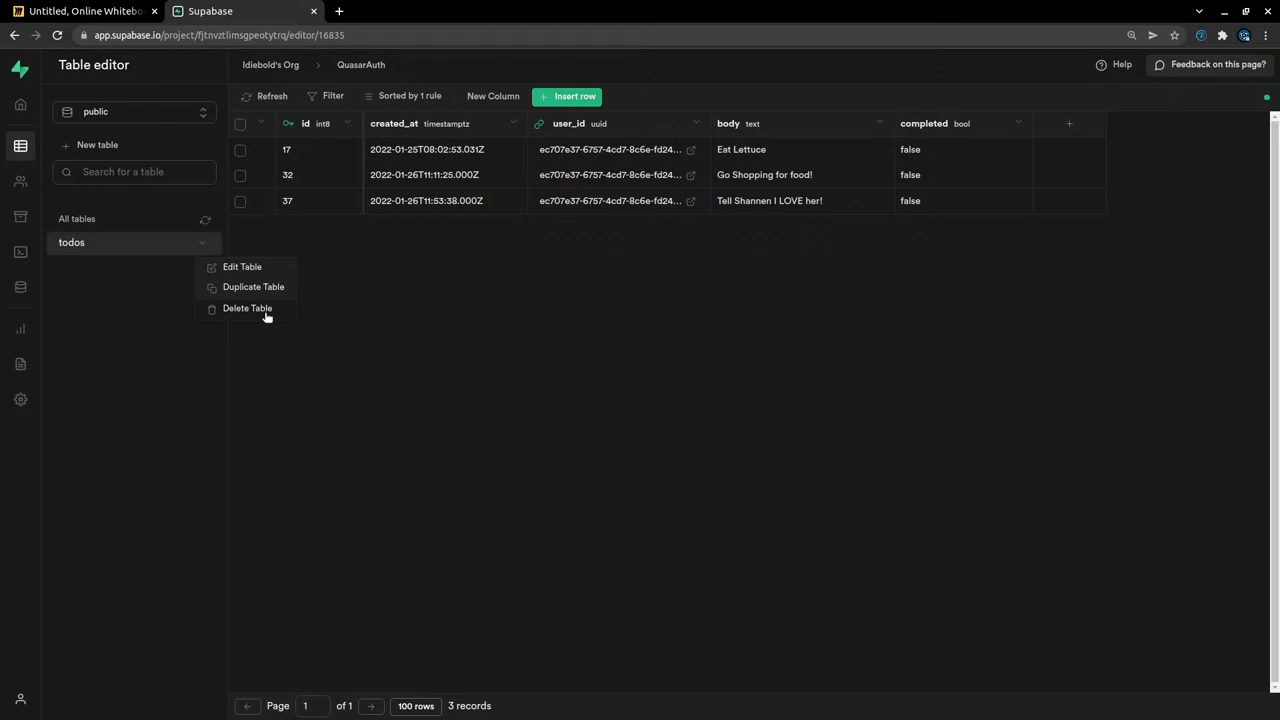 Untitled, Online Whitebo
Supabase
app.supabase.io/project/fjtnvztlimsgpeotytrq/editor/16835
Table editor
Idiebold's Org > QuasarAuth
Help
Feedback on this page?
public
Refresh
Filter
Sorted by 1 rule
New Column
+ Insert row
id int8
created_at timestamptz
user_id uuid
body text
completed bool
+
+ New table
17 2022-01-25T08:02:53.031Z ec707e37-6757-4cd7-8c6e-fd24... Eat Lettuce false
Search for a table
32 2022-01-26T11:11:25.000Z ec707e37-6757-4cd7-8c6e-fd24... Go Shopping for food! false
37 2022-01-26T11:53:38.000Z ec707e37-6757-4cd7-8c6e-fd24... Tell Shannen I LOVE her! false
All tables
todos
Edit Table
Duplicate Table
Delete Table
Page 1 of 1
100 rows
3 records